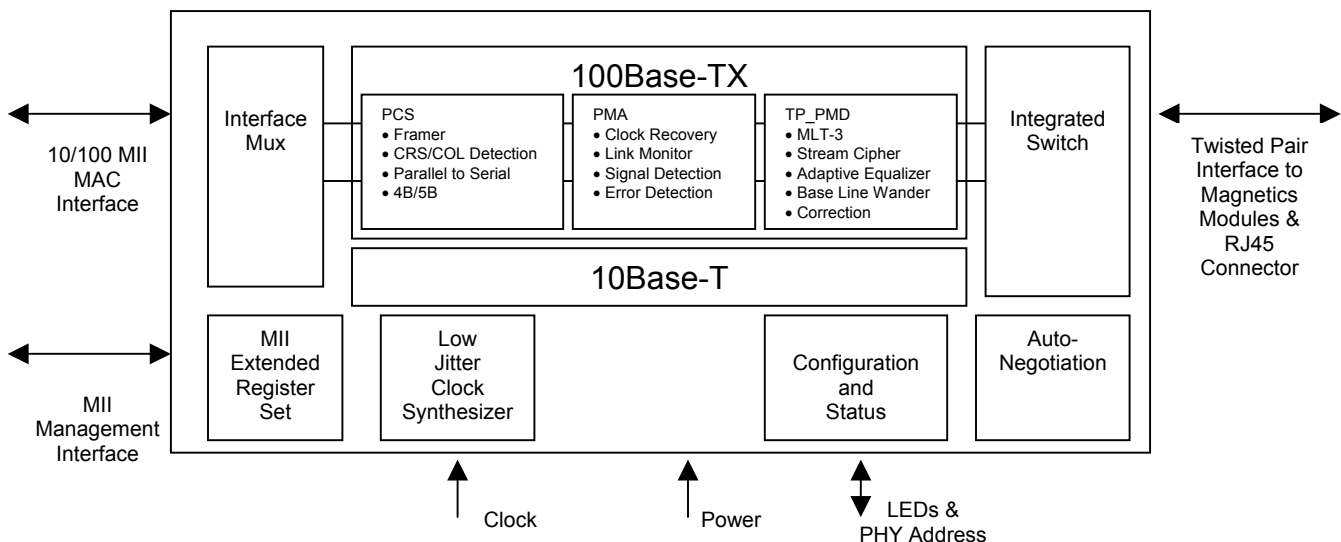 100Base-TX
Interface
Mux
PCS
• Framer
• CRS/COL Detection
• Parallel to Serial
• 4B/5B
PMA
• Clock Recovery
• Link Monitor
• Signal Detection
• Error Detection
TP_PMD
• MLT-3
• Stream Cipher
• Adaptive Equalizer
• Base Line Wander
• Correction
Integrated
Switch
10/100 MII
MAC
Interface
Twisted Pair
Interface to
Magnetics
Modules &
RJ45
Connector
10Base-T
MII
Extended
Register
Set
Low
Jitter
Clock
Synthesizer
Configuration
and
Status
Auto-
Negotiation
MII
Management
Interface
Clock
Power
LEDs &
PHY Address